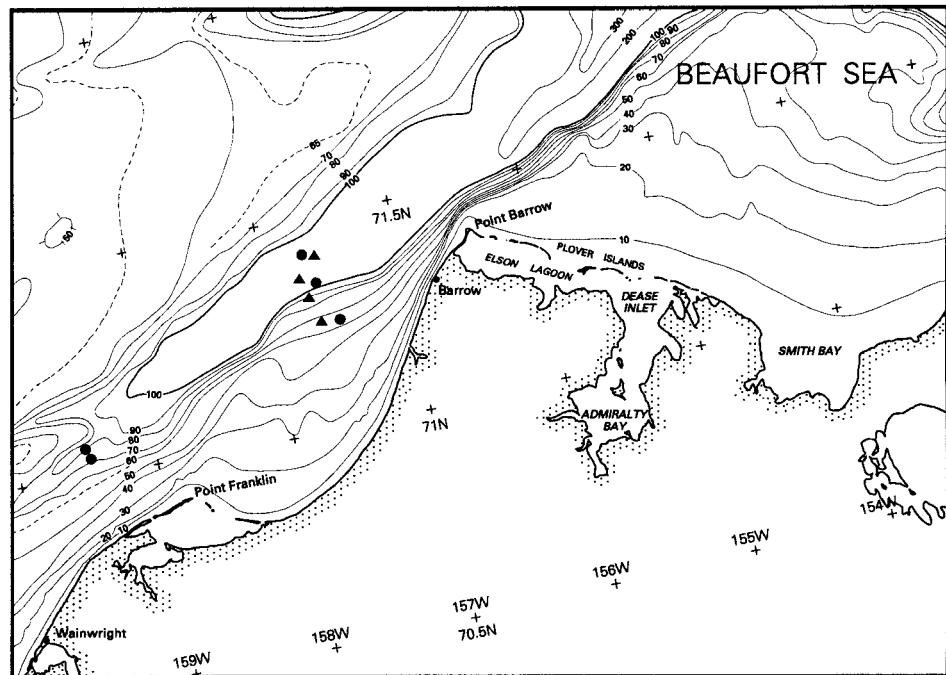 300
200
100
90
80
70
60
50
40
30
20
10
BEAUFORT SEA
65
70
80
90
100
50
71.5N
Point Barrow
PLOVER ISLANDS
ELSON LAGOON
Barrow
DEASE
INLET
SMITH BAY
ADMIRALTY
BAY
71N
100
90
80
70
60
50
40
30
20
10
Point Franklin
154W
155W
156W
157W
70.5N
158W
159W
Wainwright